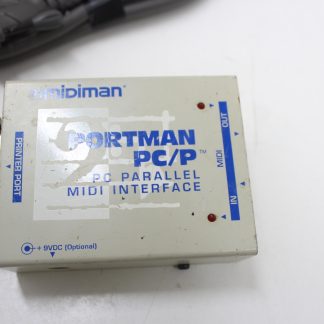 midiman®
PORTMAN
PC/P™
PC PARALLEL
MIDI INTERFACE
PRINTER PORT
OUT
MIDI
IN
+ 9VDC (Optional)